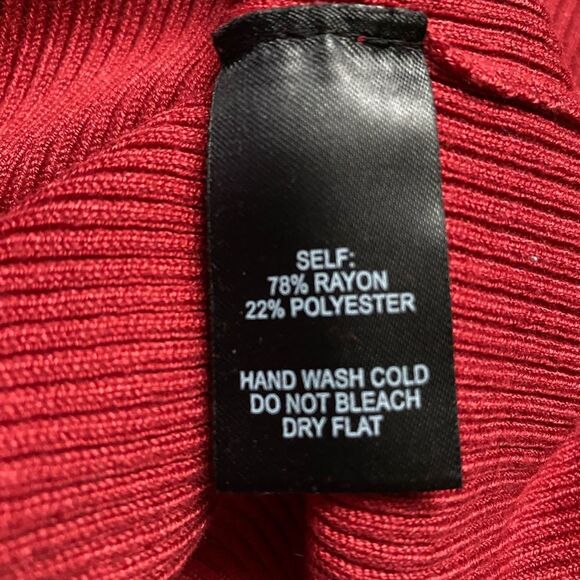 SELF:
78% RAYON
22% POLYESTER
HAND WASH COLD
DO NOT BLEACH
DRY FLAT